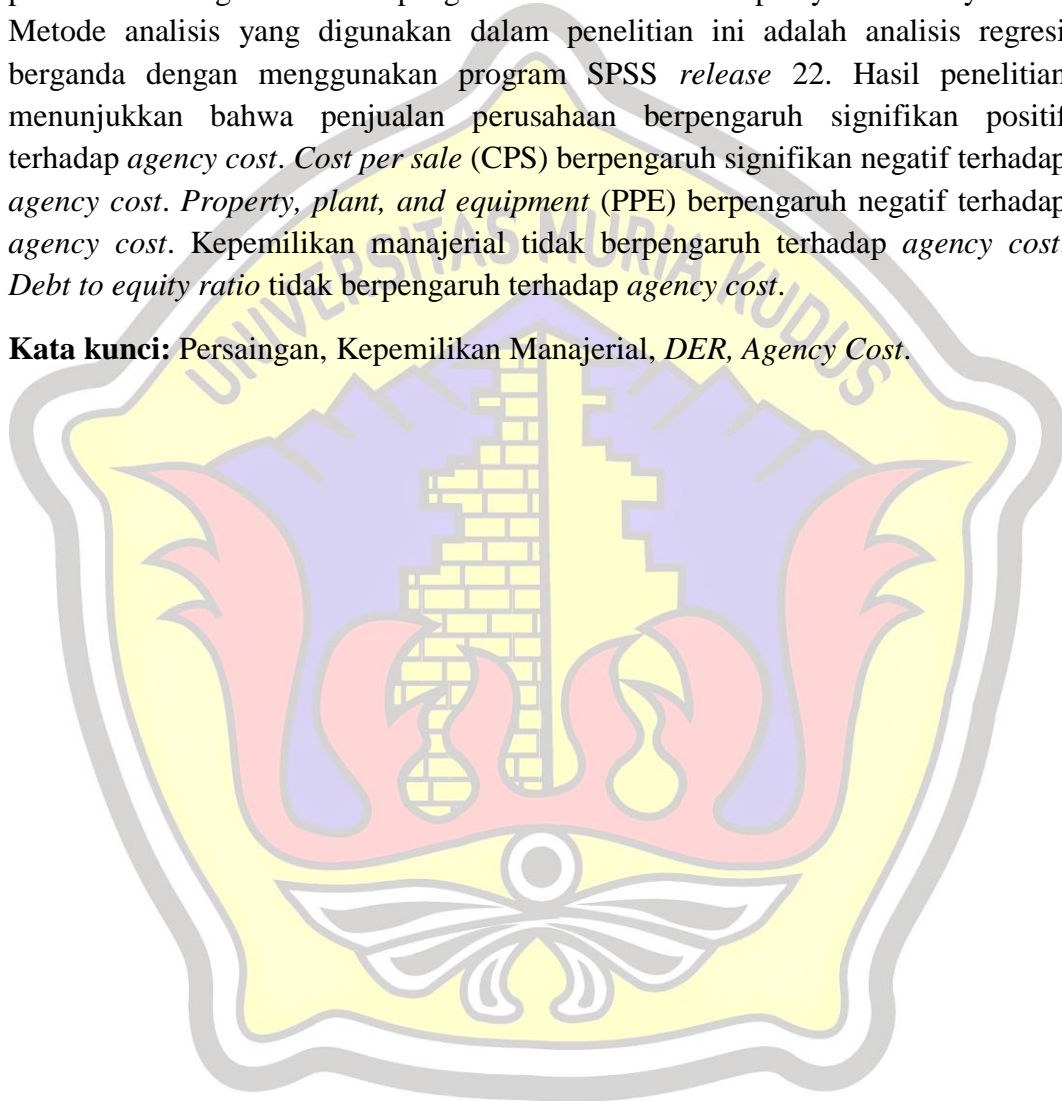 Metode analisis yang digunakan dalam penelitian ini adalah analisis regresi
berganda dengan menggunakan program SPSS release 22. Hasil penelitian
menunjukkan bahwa penjualan perusahaan berpengaruh signifikan positif
terhadap agency cost. Cost per sale (CPS) berpengaruh signifikan negatif terhadap
agency cost. Property, plant, and equipment (PPE) berpengaruh negatif terhadap
agency cost. Kepemilikan manajerial tidak berpengaruh terhadap agency cost.
Debt to equity ratio tidak berpengaruh terhadap agency cost.
Kata kunci: Persaingan, Kepemilikan Manajerial, DER, Agency Cost.
UNIVERSITAS MURIA KUDUS